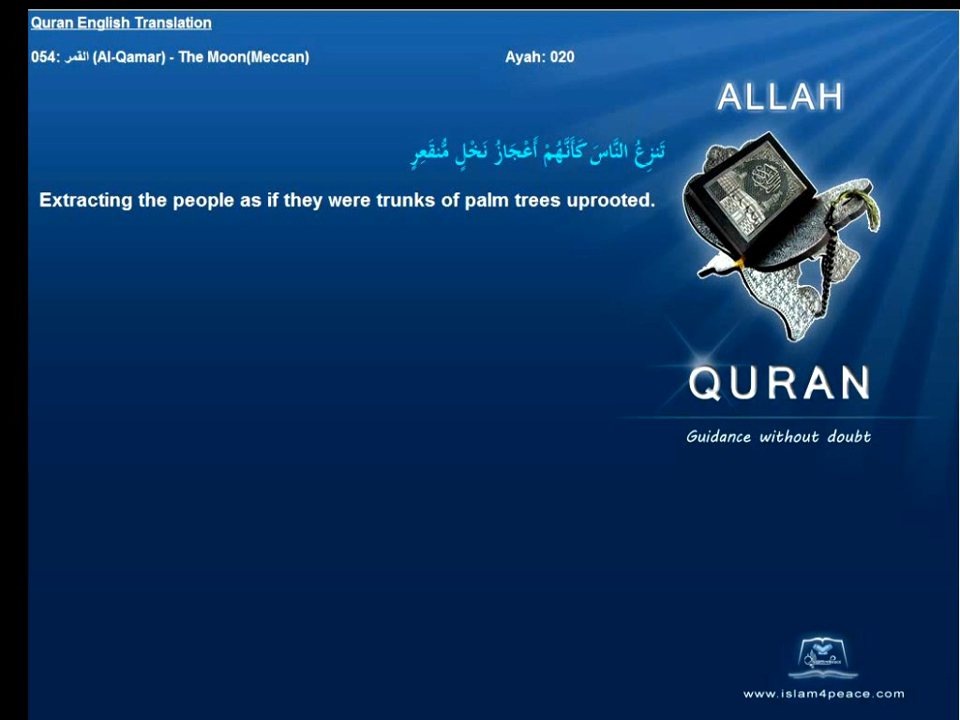 Quran English Translation
054: القمر (Al-Qamar) - The Moon(Meccan) Ayah: 020
ALLAH
تَنزِعُ النَّاسَ كَأَنَّهُمْ أَعْجَازُ نَخْلٍ مُّنقَعِرٍ
Extracting the people as if they were trunks of palm trees uprooted.
QURAN
Guidance without doubt
www.islam4peace.com